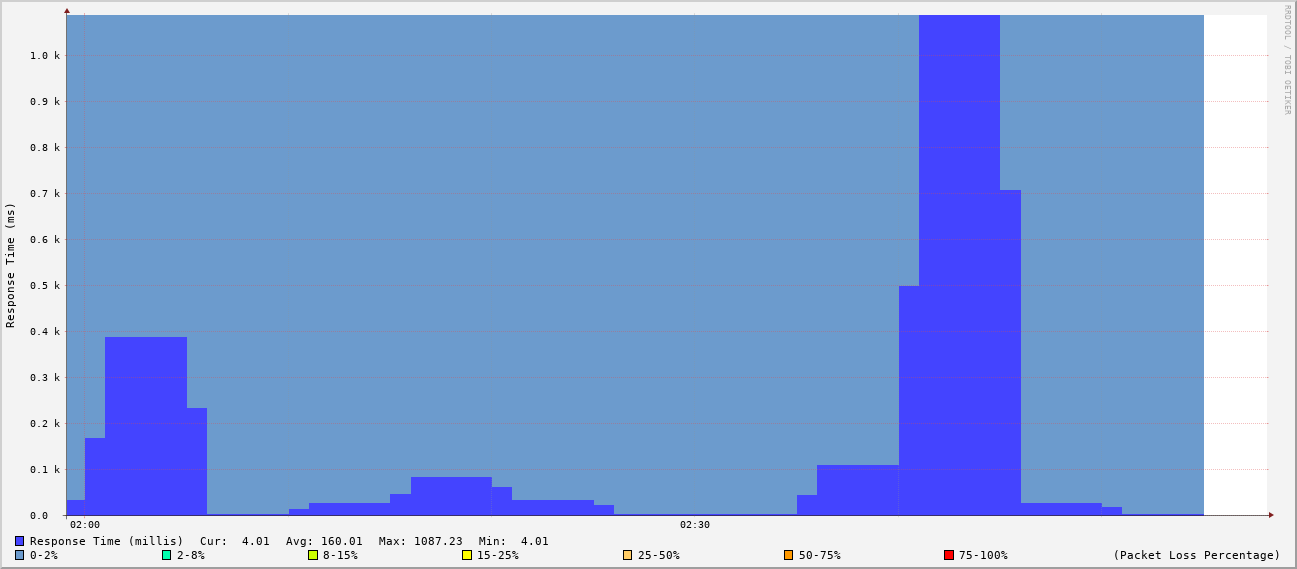 RRDTOOL / TOBI OETIKER
Response Time (ms)
1.0 k
0.9 k
0.8 k
0.7 k
0.6 k
0.5 k
0.4 k
0.3 k
0.2 k
0.1 k
0.0
02:00 02:30
Response Time (millis) Cur: 4.01 Avg: 160.01 Max: 1087.23 Min: 4.01
0-2% 2-8% 8-15% 15-25% 25-50% 50-75% 75-100% (Packet Loss Percentage)